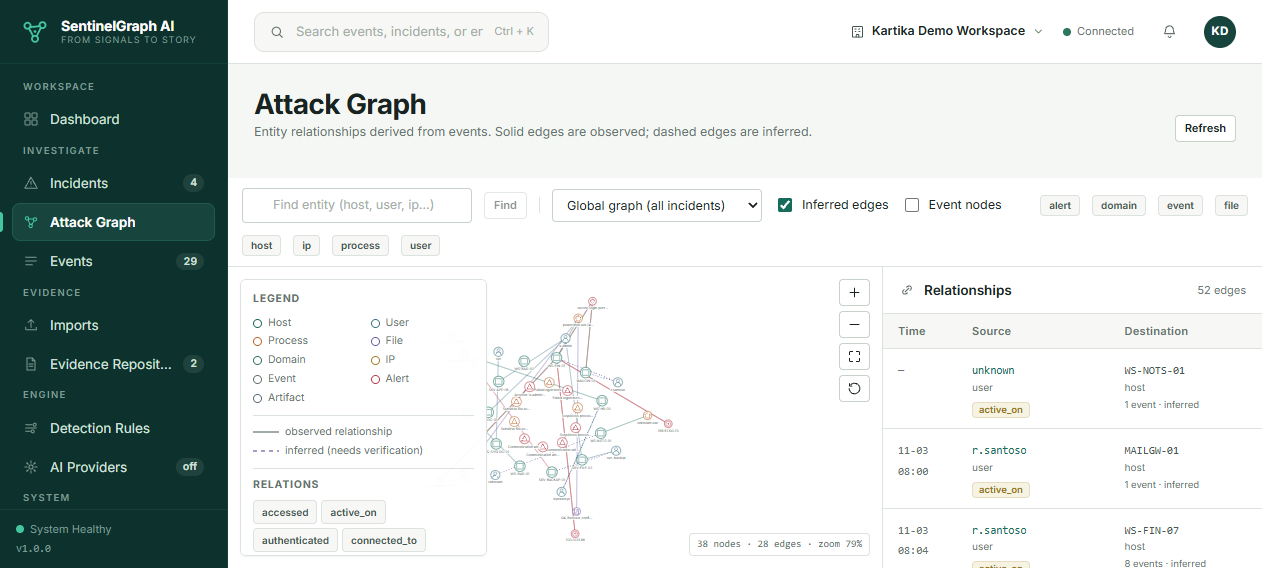 SentinelGraph AI
FROM SIGNALS TO STORY
Search events, incidents, or er Ctrl + K
Kartika Demo Workspace
Connected
KD
WORKSPACE
Dashboard
INVESTIGATE
Incidents 4
Attack Graph
Events 29
EVIDENCE
Imports
Evidence Reposit... 2
ENGINE
Detection Rules
AI Providers off
SYSTEM
System Healthy
v1.0.0
Attack Graph
Entity relationships derived from events. Solid edges are observed; dashed edges are inferred.
Refresh
Find entity (host, user, ip...) Find
Global graph (all incidents)
Inferred edges
Event nodes
alert domain event file
host ip process user
LEGEND
Host User
Process File
Domain IP
Event Alert
Artifact
observed relationship
inferred (needs verification)
RELATIONS
accessed active_on
authenticated connected_to
+
−
38 nodes · 28 edges · zoom 79%
Relationships 52 edges
Time Source Destination
— unknown WS-NOTS-01
user host
active_on 1 event · inferred
11-03 r.santoso MAILGW-01
08:00 user host
active_on 1 event · inferred
11-03 r.santoso WS-FIN-07
08:04 user host
active_on 8 events · inferred